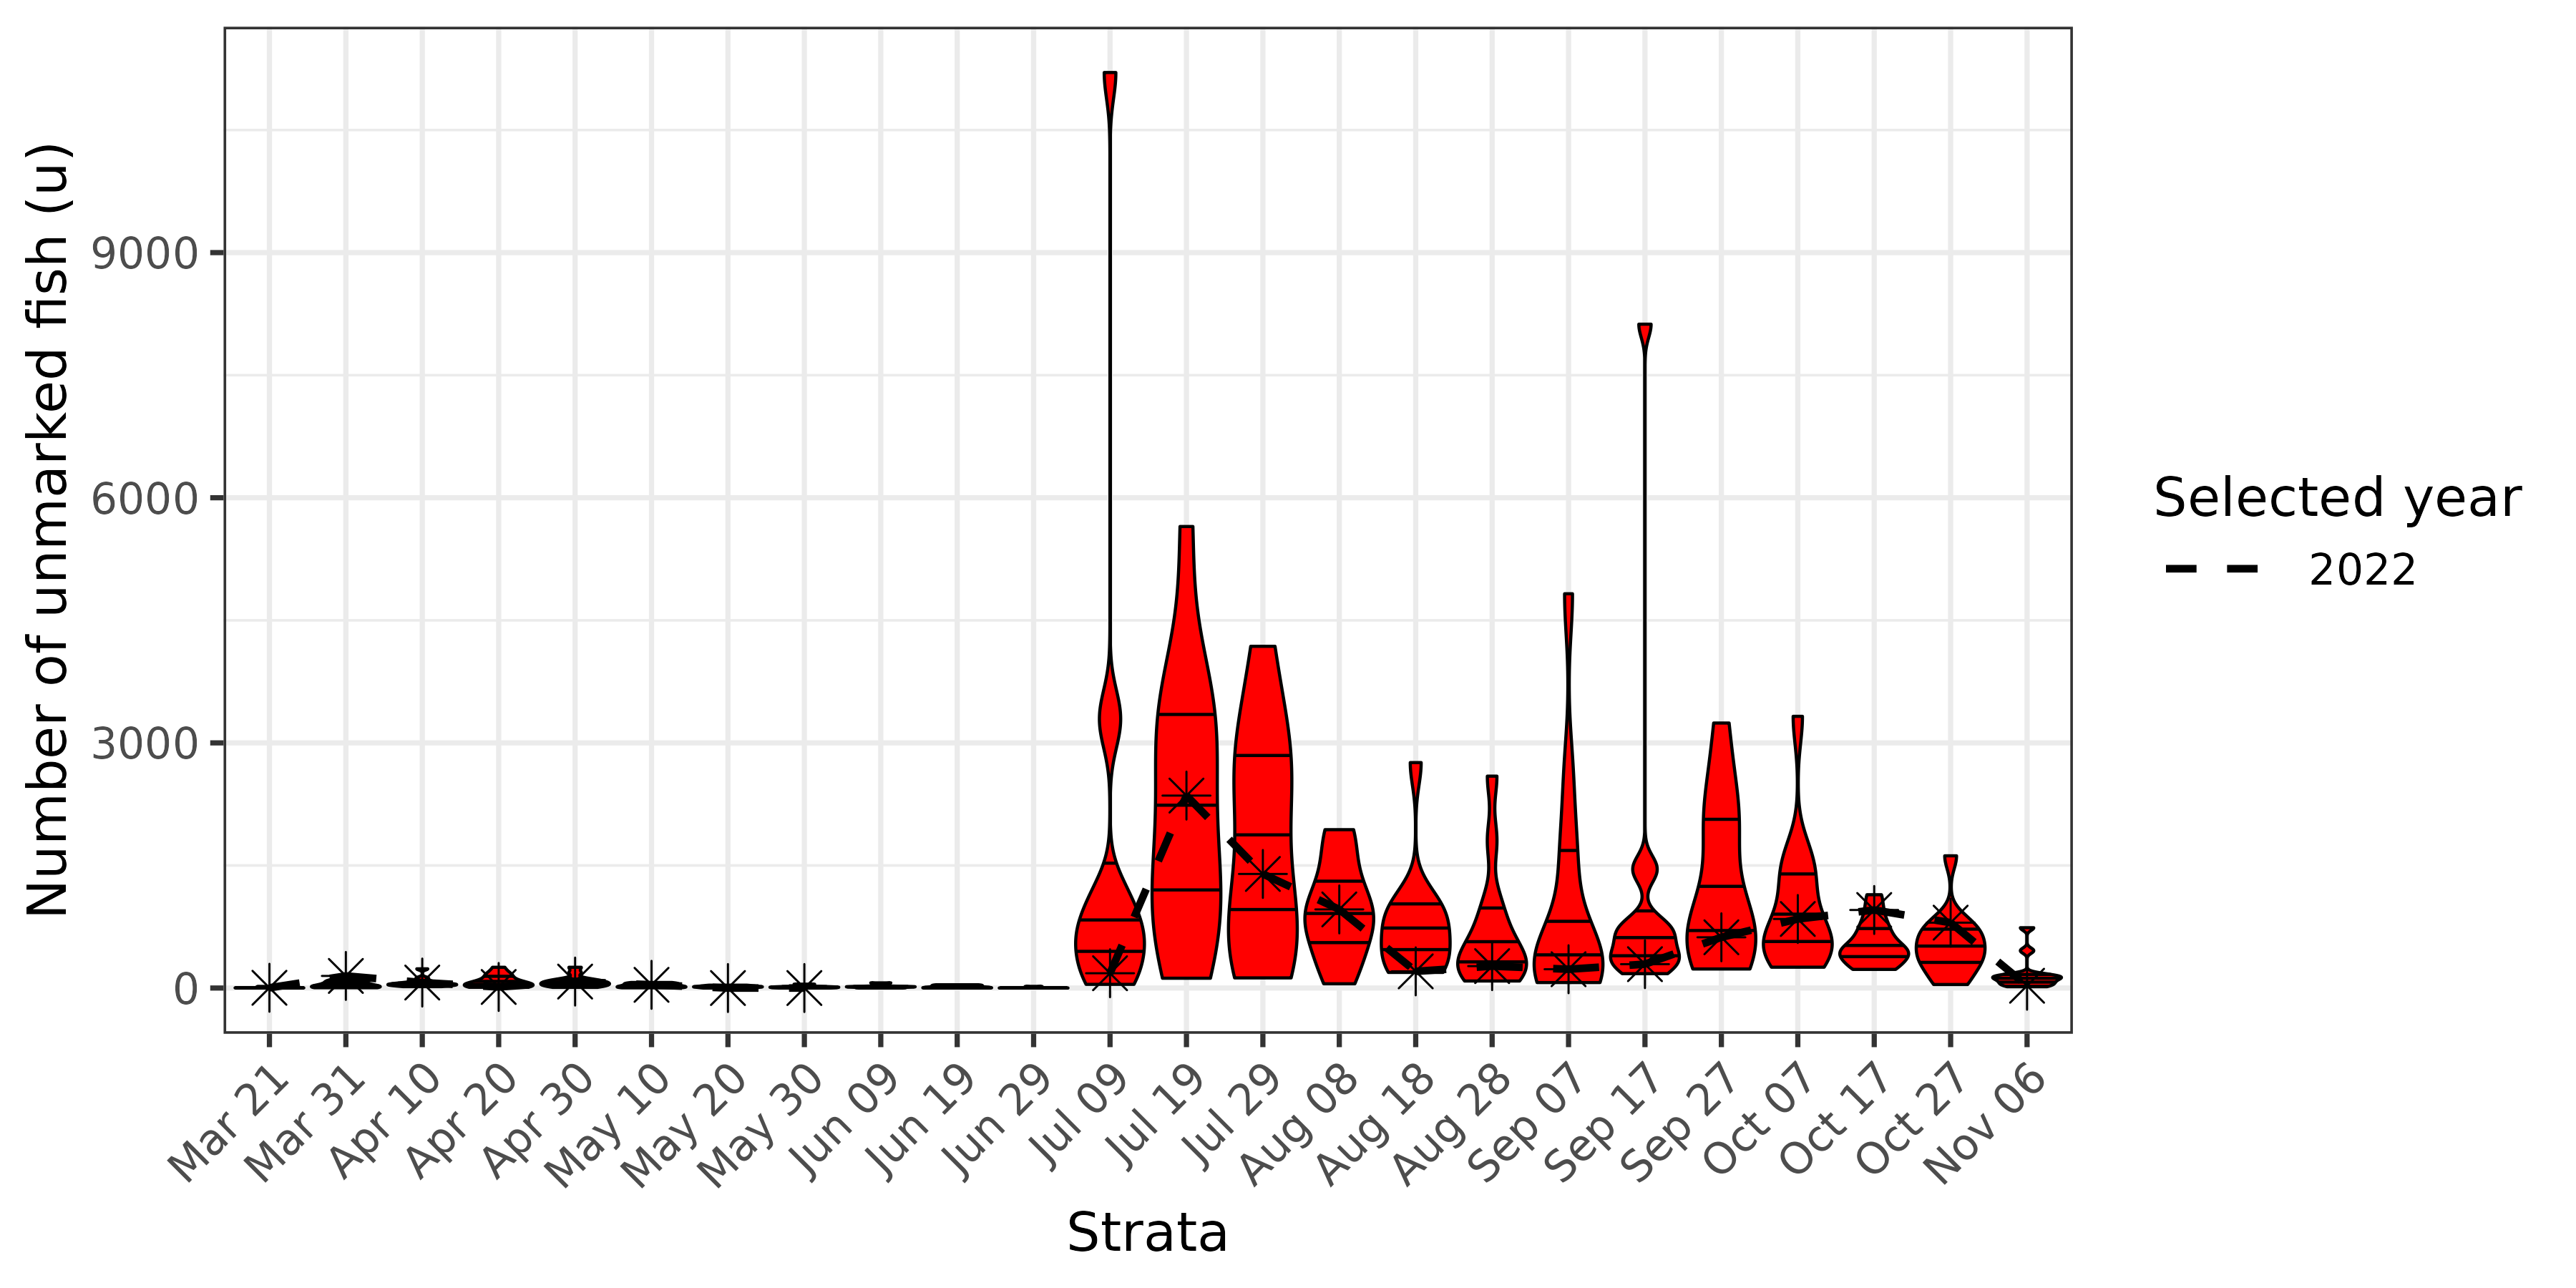 Number of unmarked fish (u)
9000
6000
3000
0
Mar 21
Mar 31
Apr 10
Apr 20
Apr 30
May 10
May 20
May 30
Jun 09
Jun 19
Jun 29
Jul 09
Jul 19
Jul 29
Aug 08
Aug 18
Aug 28
Sep 07
Sep 17
Sep 27
Oct 07
Oct 17
Oct 27
Nov 06
Strata
Selected year
2022